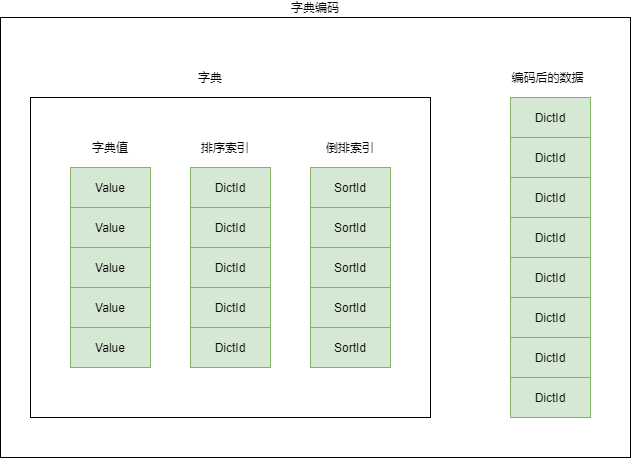 字典编码
字典
编码后的数据
字典值
排序索引
倒排索引
Value
DictId
SortId
Value
DictId
SortId
Value
DictId
SortId
Value
DictId
SortId
Value
DictId
SortId
DictId
DictId
DictId
DictId
DictId
DictId
DictId
DictId